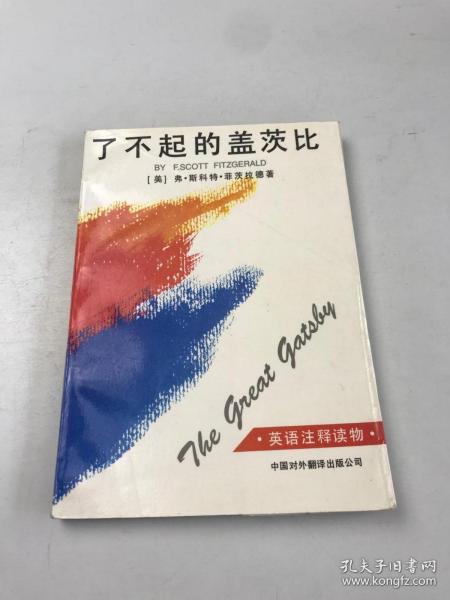 了不起的盖茨比
BY F.SCOTT FITZGERALD
[美] 弗·斯科特·菲茨拉德著
The Great Gatsby
·英语注释读物·
中国对外翻译出版公司
孔夫子旧书网
www.kongfz.com